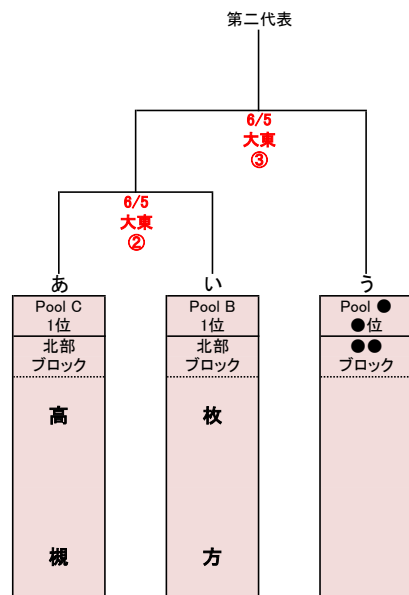 第二代表
6/5
大東
③
6/5
大東
②
あ
い
う
Pool C
1位
北部
ブロック
高
槻
Pool B
1位
北部
ブロック
枚
方
Pool ●
●位
●●
ブロック